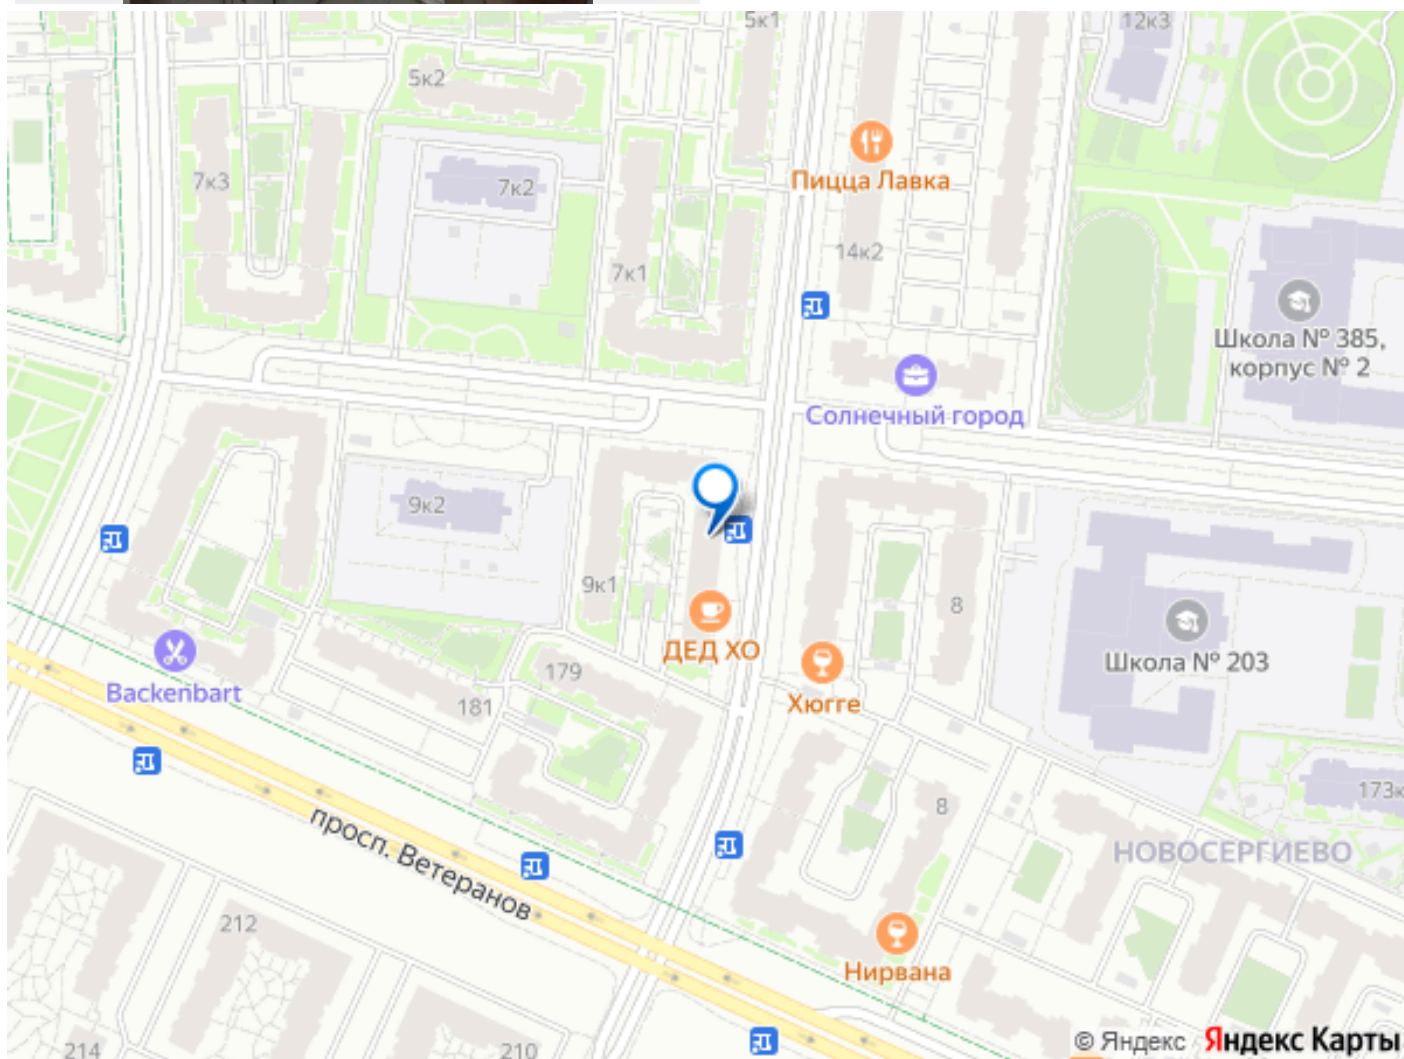 5к1
12к3
5к2
Пицца Лавка
7к3
7к2
7к1
14к2
Школа № 385,
корпус № 2
Солнечный город
9к2
9к1
8
ДЕД ХО
Школа № 203
179
Backenbart
181
Хюгге
173к
8
просп. Ветеранов
НОВОСЕРГИЕВО
212
Нирвана
214
210
© Яндекс Яндекс Карты